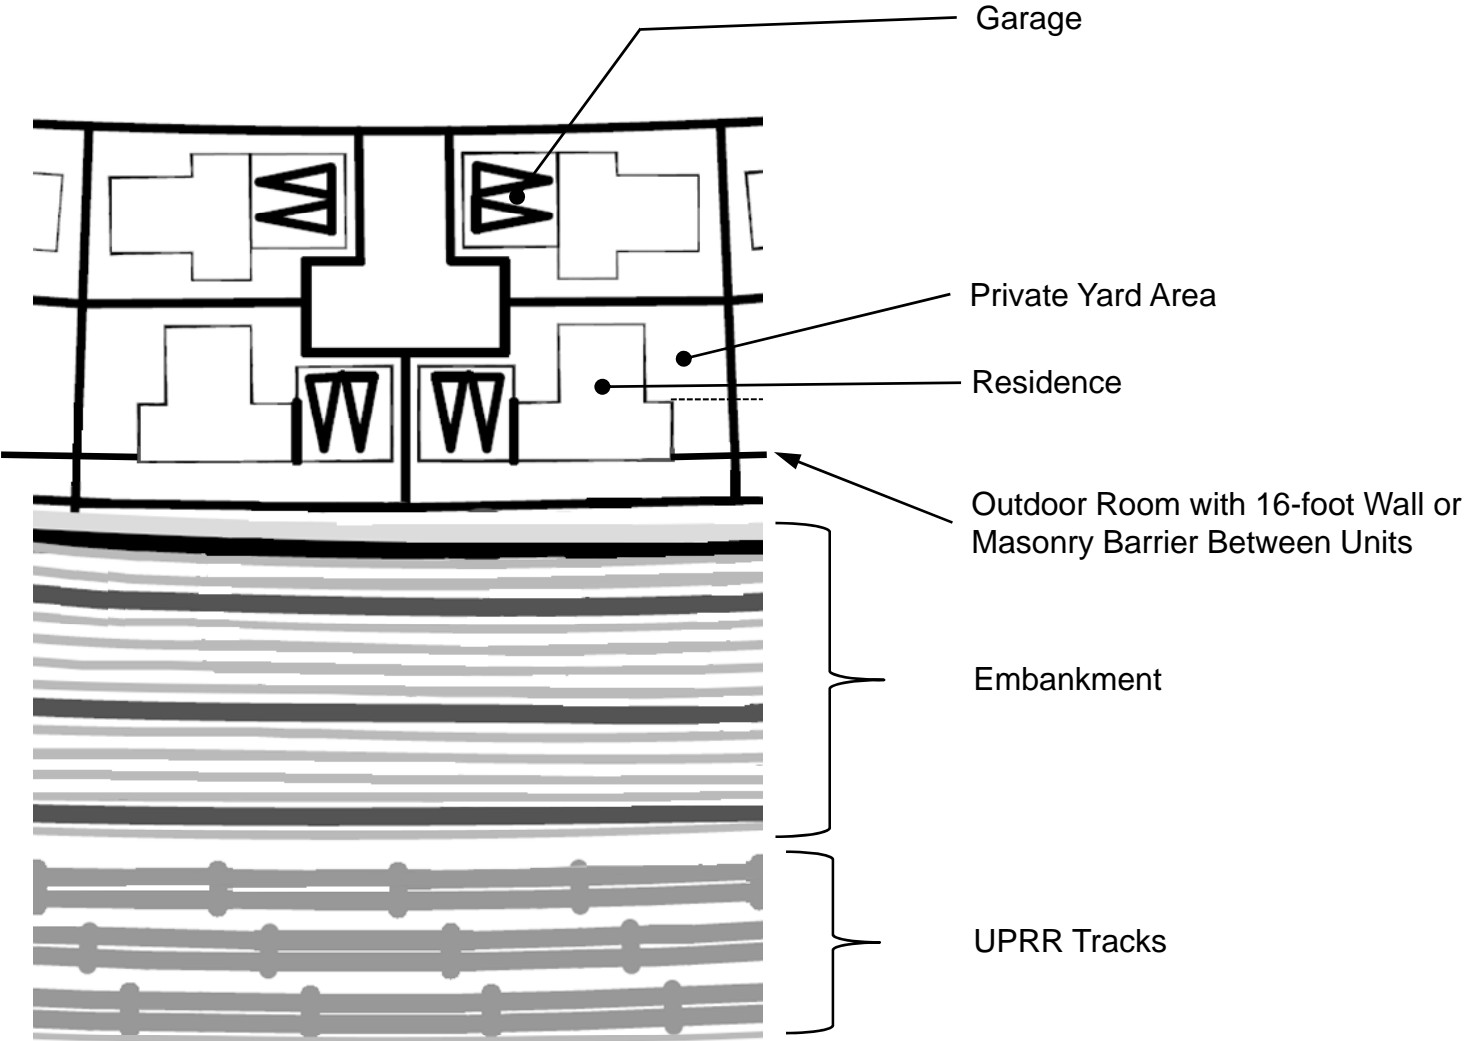 Garage
Private Yard Area
Residence
Outdoor Room with 16-foot Wall or
Masonry Barrier Between Units
Embankment
UPRR Tracks